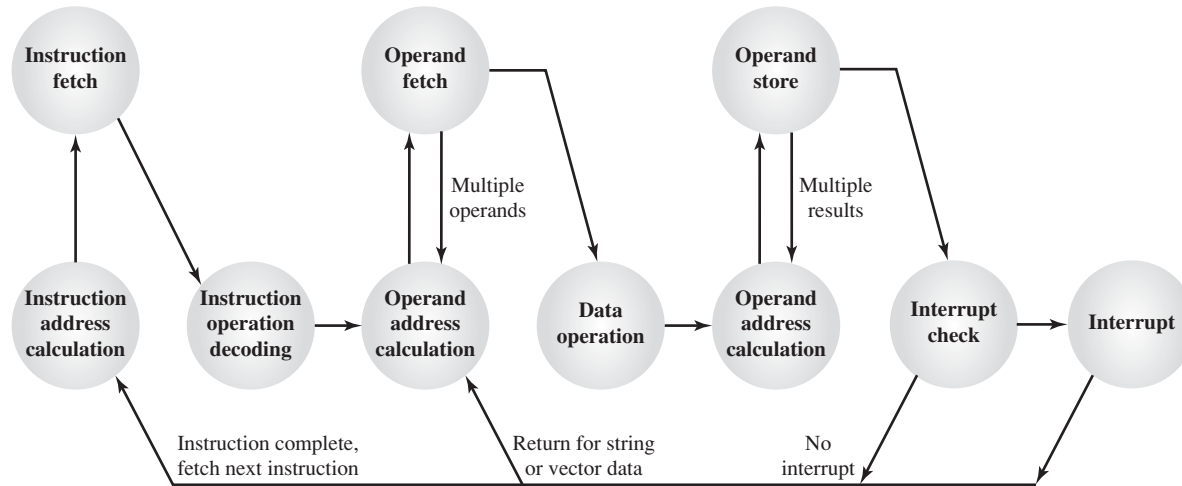 Instruction
fetch
Operand
fetch
Operand
store
Multiple
operands
Multiple
results
Instruction
address
calculation
Instruction
operation
decoding
Operand
address
calculation
Data
operation
Operand
address
calculation
Interrupt
check
Interrupt
Instruction complete,
fetch next instruction
Return for string
or vector data
No
interrupt